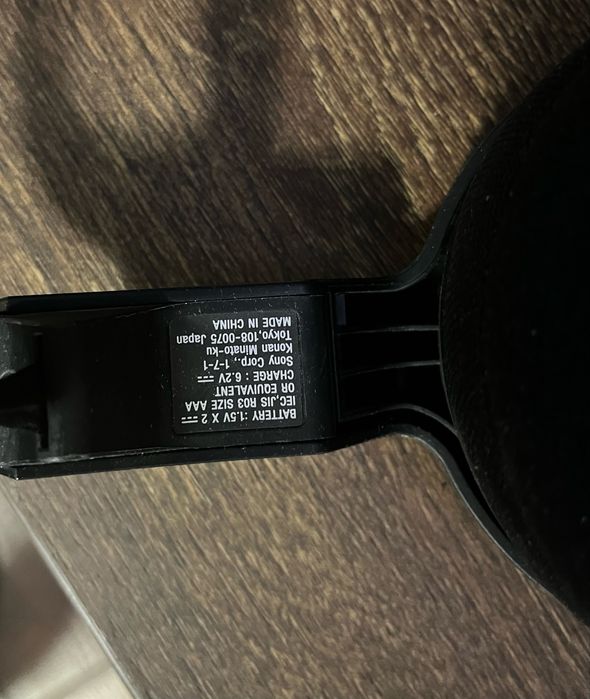 BATTERY :1.5V X 2 ⎓
IEC,JIS R03 SIZE AAA
OR EQUIVALENT
CHARGE : 6.2V ⎓
Sony Corp., 1-7-1
Konan Minato-ku
Tokyo,108-0075 Japan
MADE IN CHINA